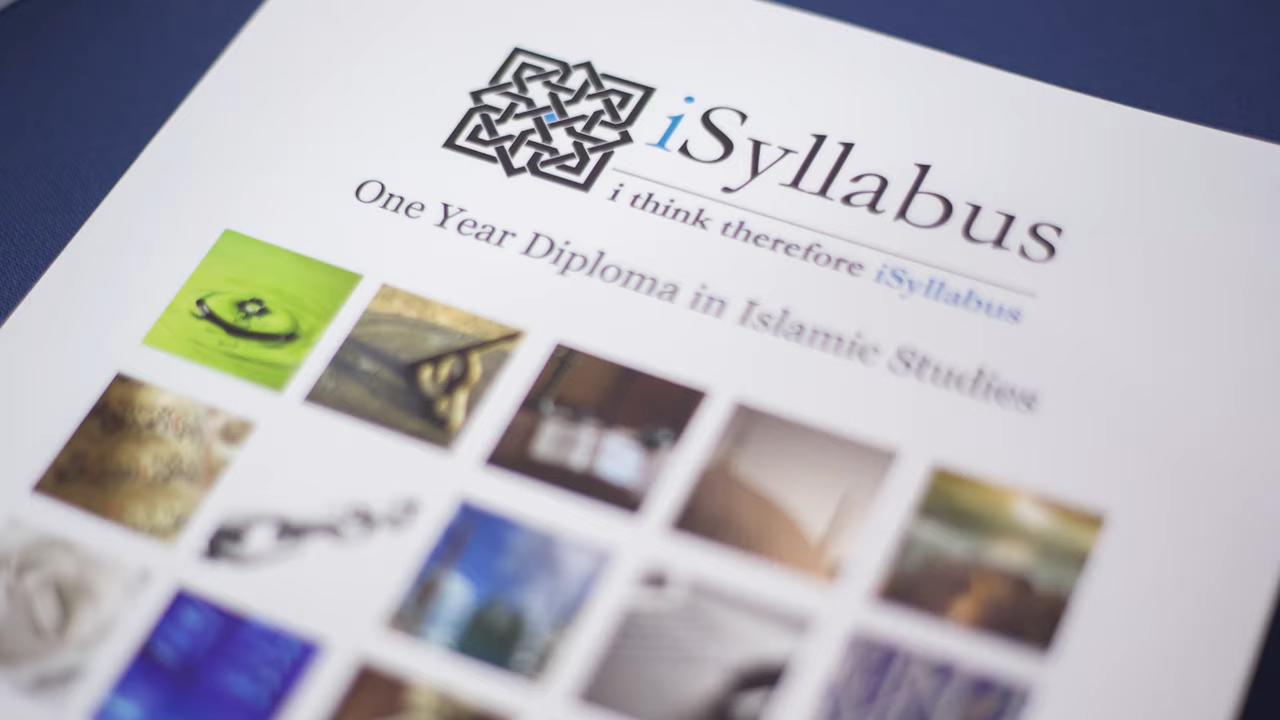 iSyllabus
i think therefore iSyllabus
One Year Diploma in Islamic Studies